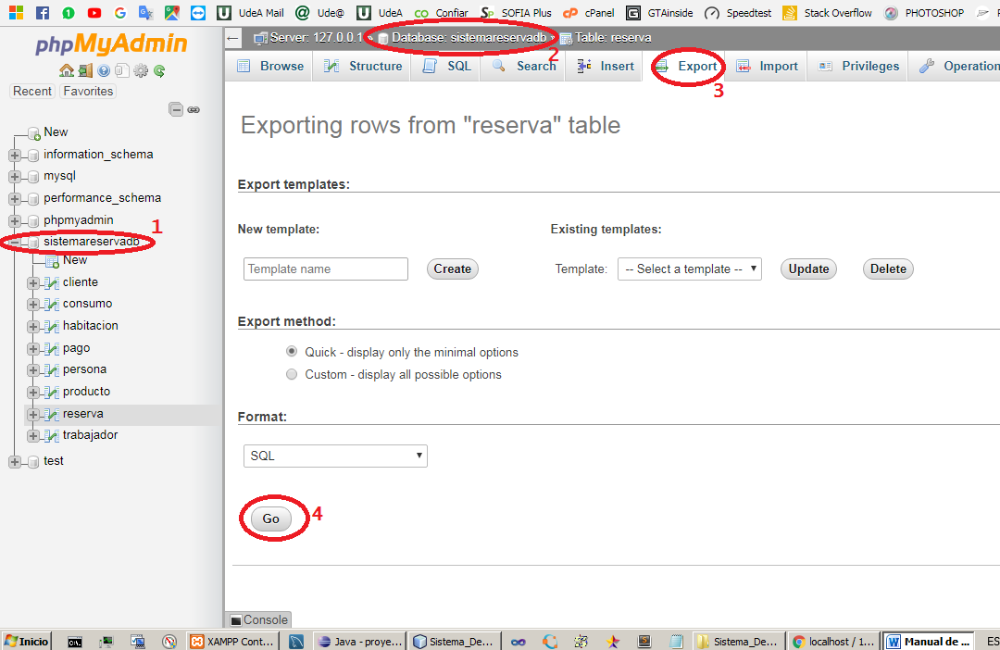 UdeA Mail Ude@ UdeA Confiar SOFIA Plus cPanel GTAinside Speedtest Stack Overflow PHOTOSHOP
phpMyAdmin
Recent Favorites
New
information_schema
mysql
performance_schema
phpmyadmin
1
sistemareservadb
New
cliente
consumo
habitacion
pago
persona
producto
reserva
trabajador
test
Server: 127.0.0.1 » Database: sistemareservadb » Table: reserva
2
Browse Structure SQL Search Insert Export Import Privileges Operation
3
Exporting rows from "reserva" table
Export templates:
New template: Existing templates:
Template name Create Template: -- Select a template -- Update Delete
Export method:
Quick - display only the minimal options
Custom - display all possible options
Format:
SQL
Go 4
Console
Inicio XAMPP Cont... Java - proye... Sistema_De... Sistema_De... localhost / 1... Manual de ... ES